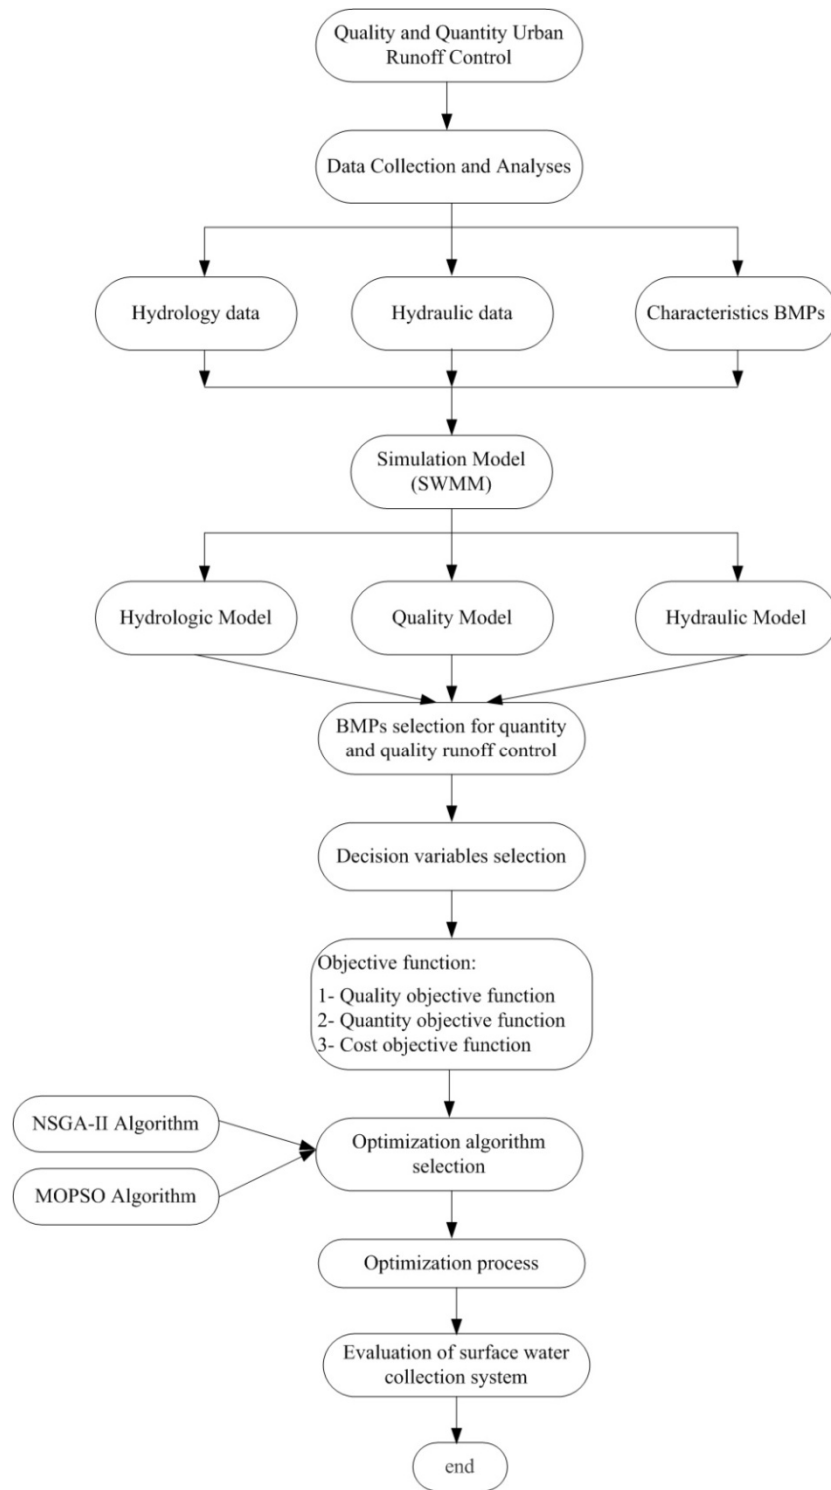 Quality and Quantity Urban
Runoff Control
Data Collection and Analyses
Hydrology data
Hydraulic data
Characteristics BMPs
Simulation Model
(SWMM)
Hydrologic Model
Quality Model
Hydraulic Model
BMPs selection for quantity
and quality runoff control
Decision variables selection
Objective function:
1- Quality objective function
2- Quantity objective function
3- Cost objective function
NSGA-II Algorithm
MOPSO Algorithm
Optimization algorithm
selection
Optimization process
Evaluation of surface water
collection system
end